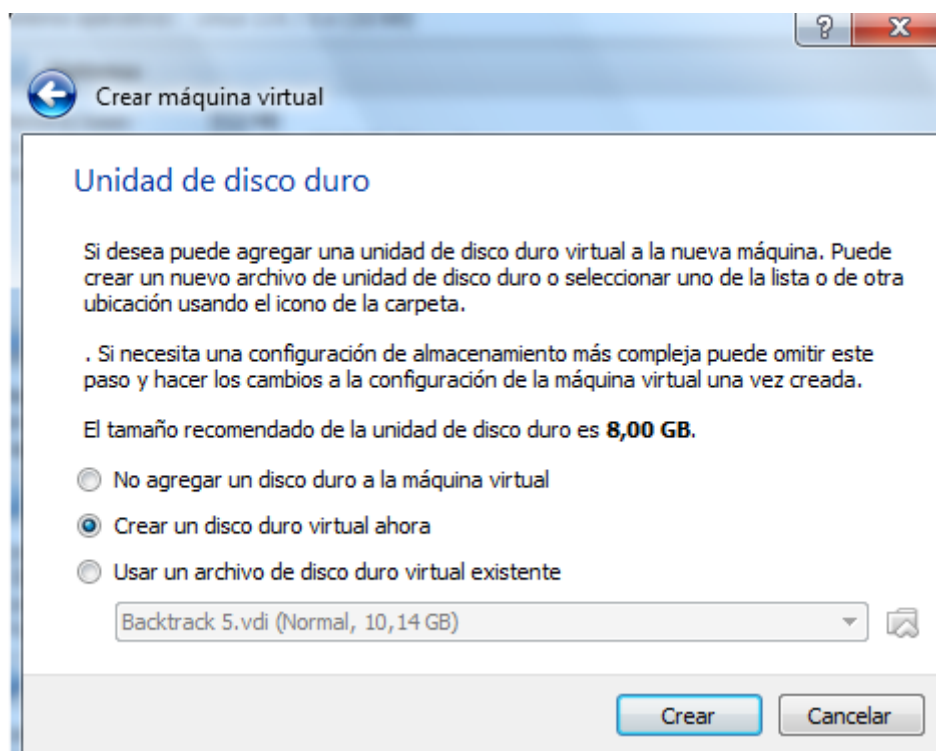 ?
x
Crear máquina virtual
Unidad de disco duro
Si desea puede agregar una unidad de disco duro virtual a la nueva máquina. Puede
crear un nuevo archivo de unidad de disco duro o seleccionar uno de la lista o de otra
ubicación usando el icono de la carpeta.
. Si necesita una configuración de almacenamiento más compleja puede omitir este
paso y hacer los cambios a la configuración de la máquina virtual una vez creada.
El tamaño recomendado de la unidad de disco duro es 8,00 GB.
No agregar un disco duro a la máquina virtual
Crear un disco duro virtual ahora
Usar un archivo de disco duro virtual existente
Backtrack 5.vdi (Normal, 10,14 GB)
Crear Cancelar